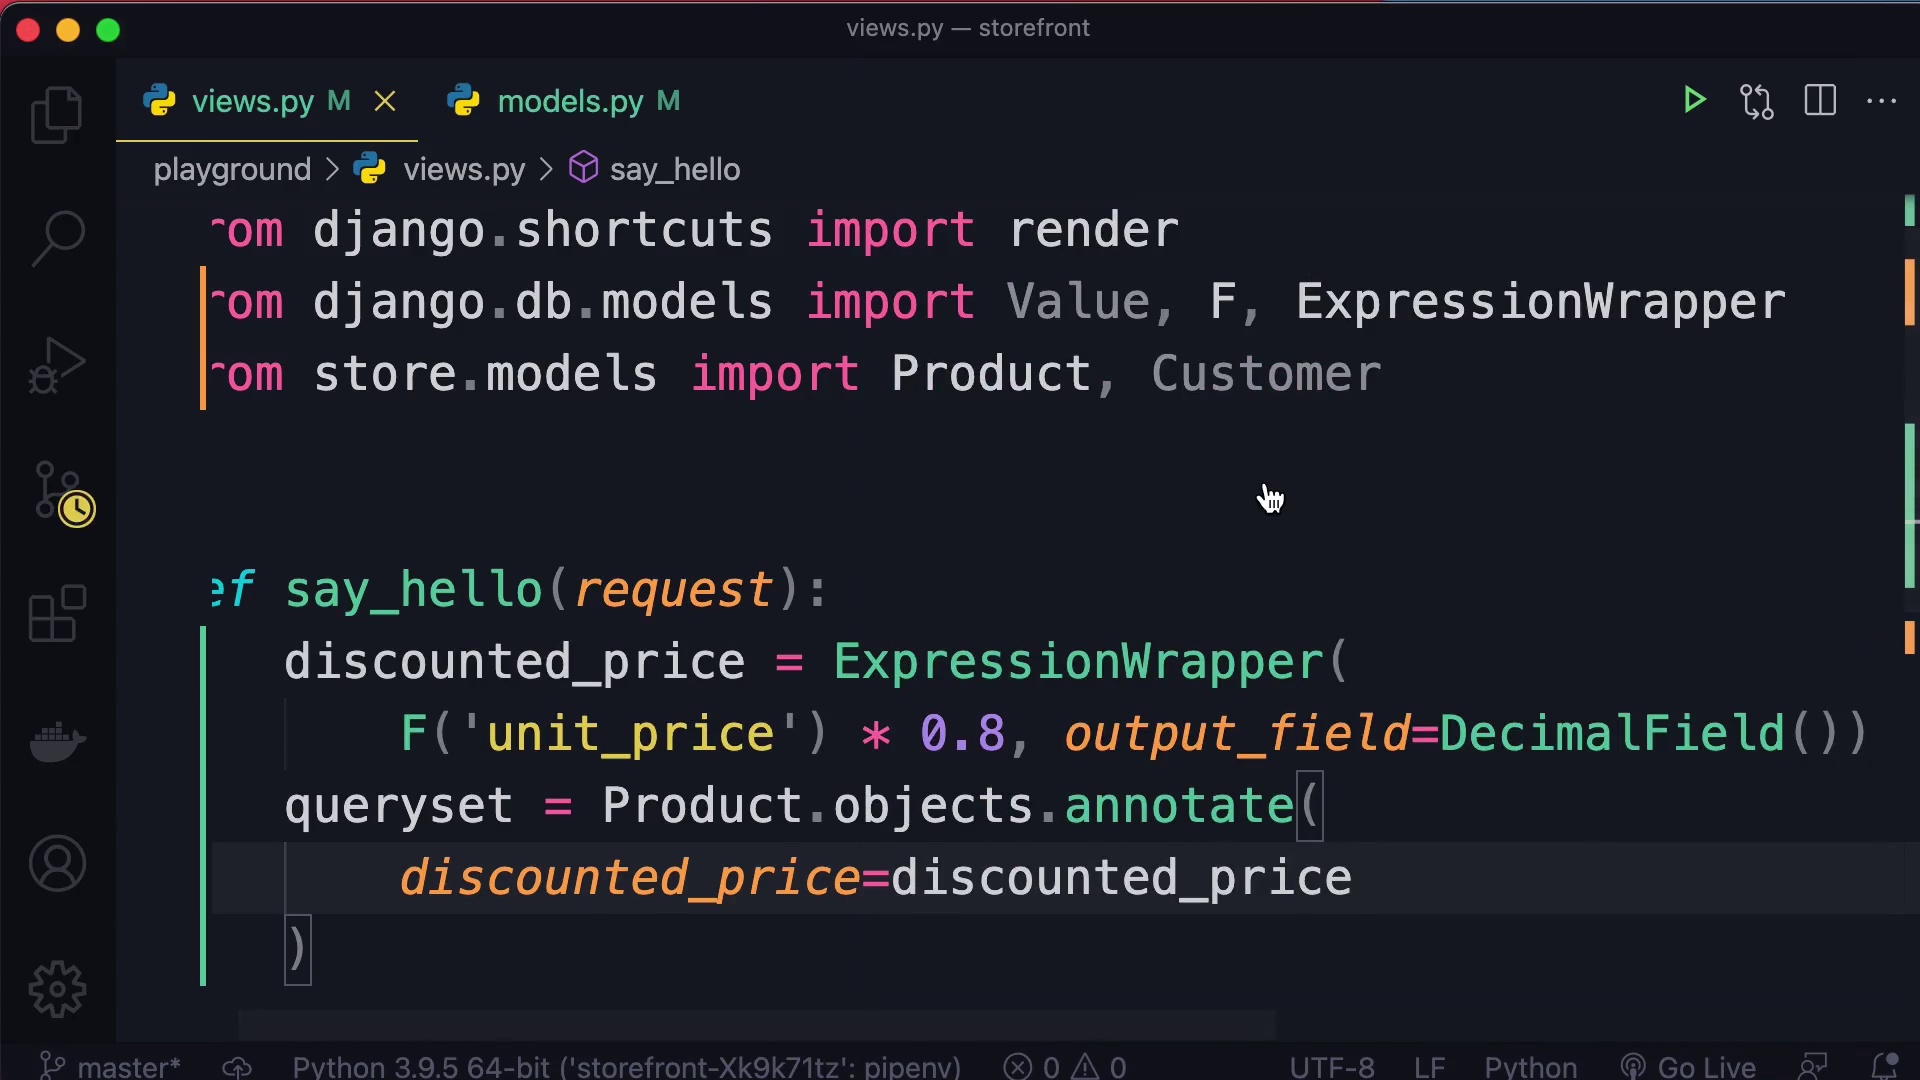 views.py — storefront
views.py M models.py M
playground > views.py > say_hello
rom django.shortcuts import render
rom django.db.models import Value, F, ExpressionWrapper
rom store.models import Product, Customer
ef say_hello(request):
discounted_price = ExpressionWrapper(
F('unit_price') * 0.8, output_field=DecimalField())
queryset = Product.objects.annotate(
discounted_price=discounted_price
)
master* Python 3.9.5 64-bit ('storefront-Xk9k71tz': pipenv) 0 0 UTF-8 LF Python Go Live